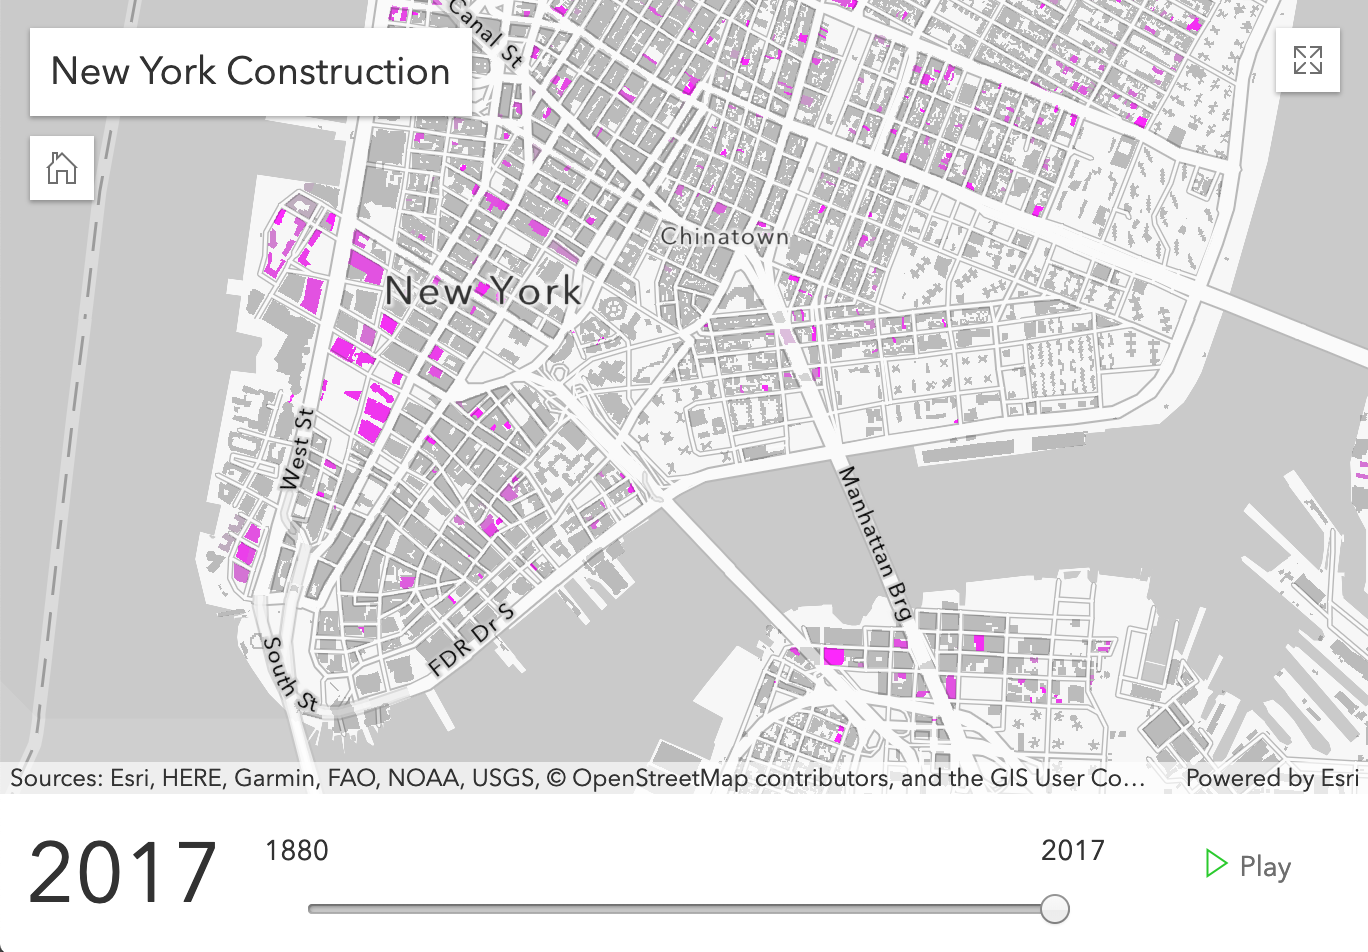 Canal St
New York Construction
Chinatown
New York
West St
Manhattan Brg
FDR Dr S
South St
Sources: Esri, HERE, Garmin, FAO, NOAA, USGS, © OpenStreetMap contributors, and the GIS User Co…
Powered by Esri
2017
1880
2017
Play